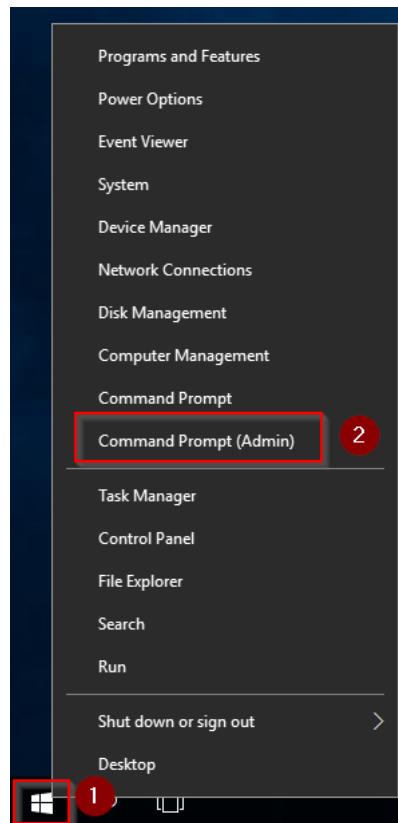 Programs and Features
Power Options
Event Viewer
System
Device Manager
Network Connections
Disk Management
Computer Management
Command Prompt
Command Prompt (Admin)
2
Task Manager
Control Panel
File Explorer
Search
Run
Shut down or sign out
Desktop
1